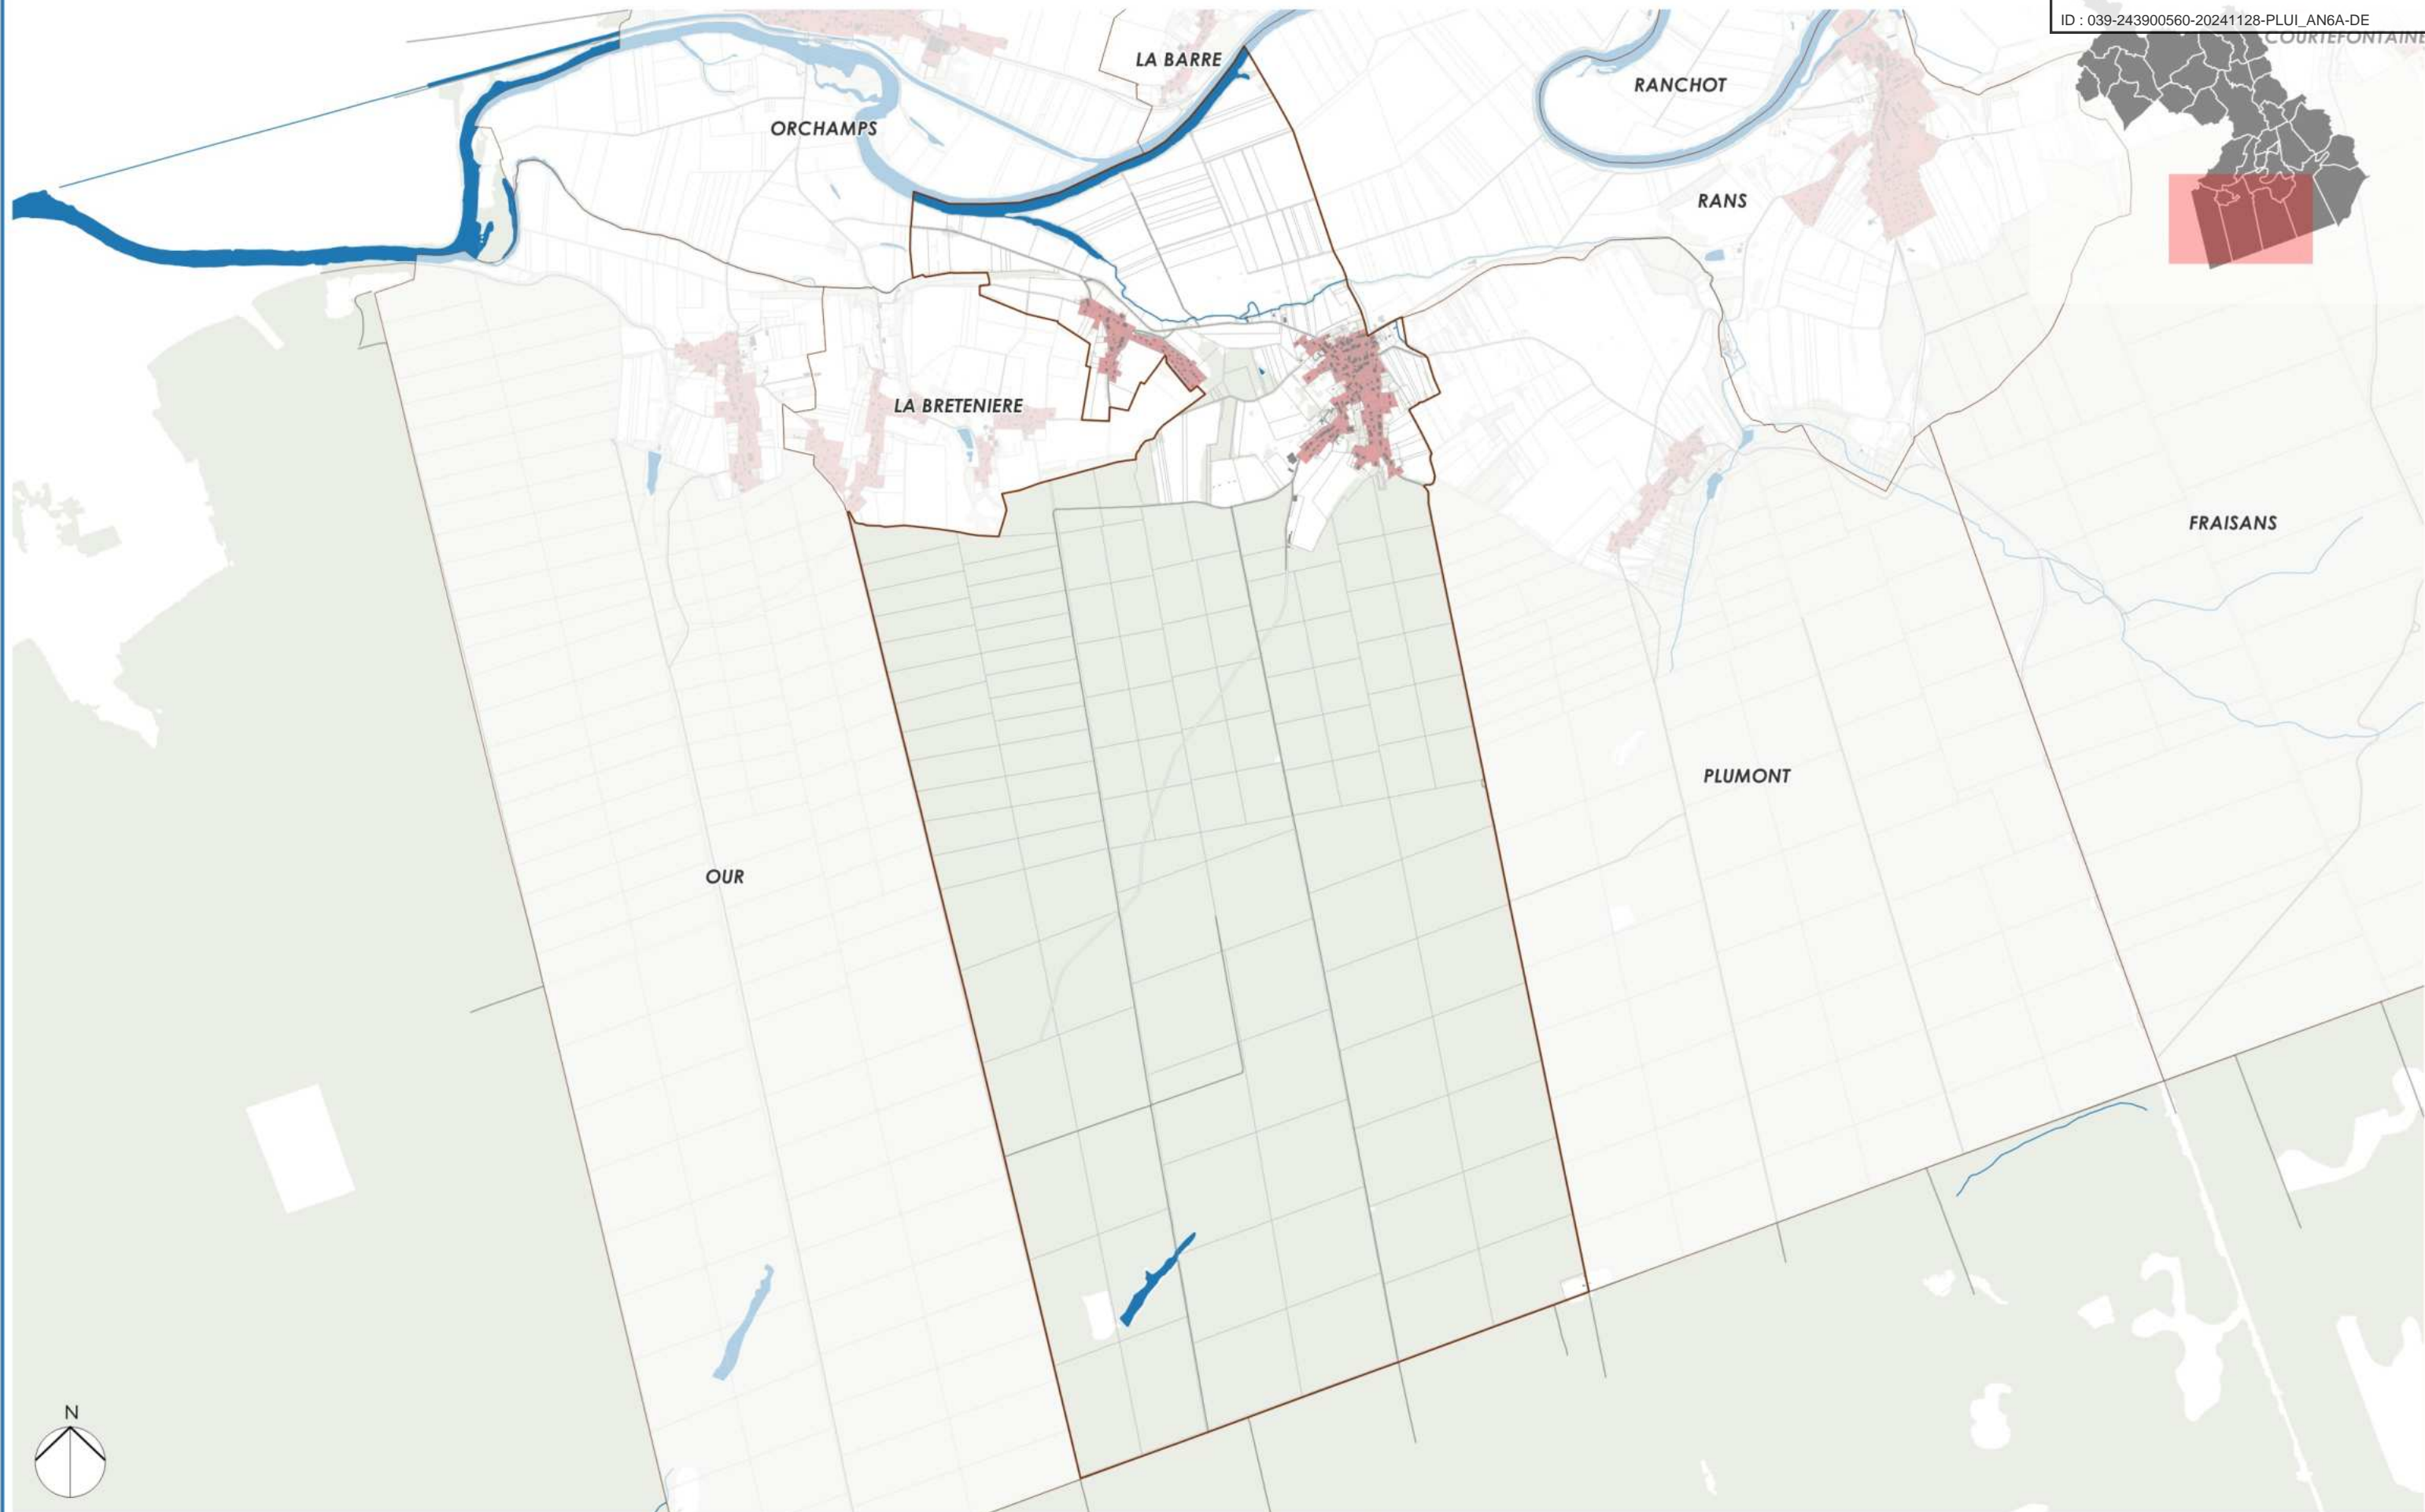 ID : 039-243900560-20241128-PLUI_AN6A-DE
COURTEFONTAINE
LA BARRE
RANCHOT
ORCHAMPS
RANS
LA BRETENIERE
FRAISANS
PLUMONT
OUR
N